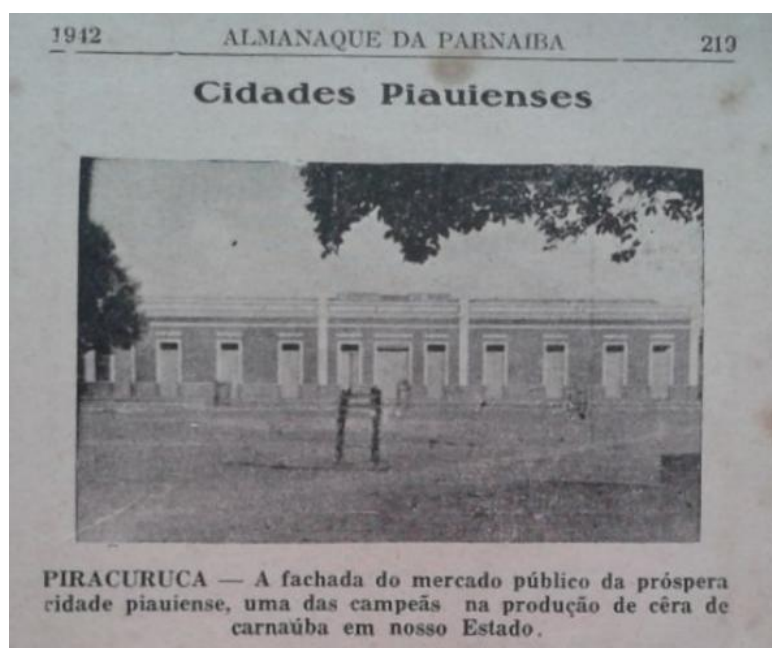 1942 ALMANAQUE DA PARNAIBA 219
Cidades Piauienses
PIRACURUCA — A fachada do mercado público da próspera
cidade piauiense, uma das campeãs na produção de cêra de
carnaúba em nosso Estado.